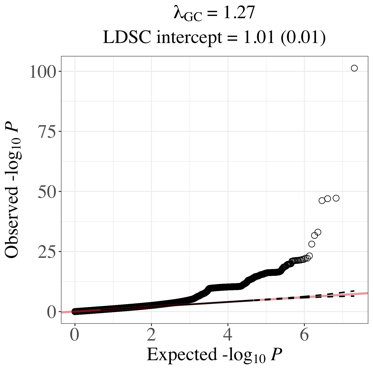 λGC = 1.27
LDSC intercept = 1.01 (0.01)
100
75
50
25
0
0 2 4 6
Observed -log10 P
Expected -log10 P